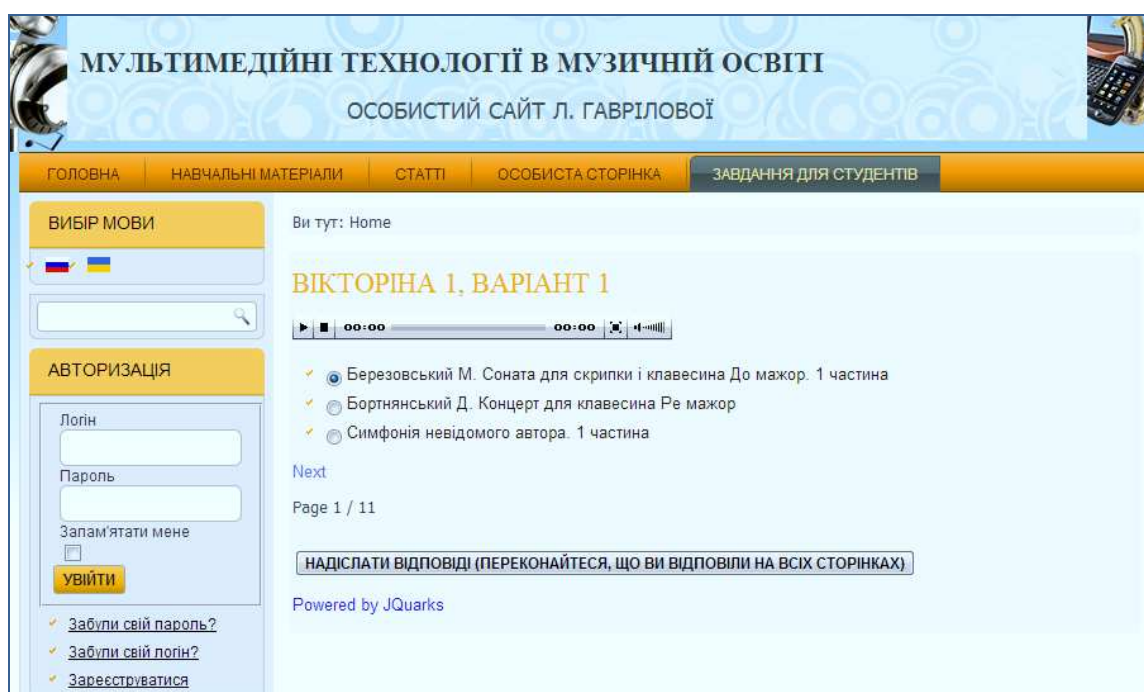 МУЛЬТИМЕДІЙНІ ТЕХНОЛОГІЇ В МУЗИЧНІЙ ОСВІТІ
ОСОБИСТИЙ САЙТ Л. ГАВРІЛОВОЇ
ГОЛОВНА НАВЧАЛЬНІ МАТЕРІАЛИ СТАТТІ ОСОБИСТА СТОРІНКА ЗАВДАННЯ ДЛЯ СТУДЕНТІВ
ВИБІР МОВИ
Ви тут: Home
ВІКТОРІНА 1, ВАРІАНТ 1
00:00 00:00
АВТОРИЗАЦІЯ
Логін
Пароль
Запам'ятати мене
УВІЙТИ
Забули свій пароль?
Забули свій логін?
Зареєструватися
Березовський М. Соната для скрипки і клавесина До мажор. 1 частина
Бортнянський Д. Концерт для клавесина Ре мажор
Симфонія невідомого автора. 1 частина
Next
Page 1 / 11
НАДІСЛАТИ ВІДПОВІДІ (ПЕРЕКОНАЙТЕСЯ, ЩО ВИ ВІДПОВІЛИ НА ВСІХ СТОРІНКАХ)
Powered by JQuarks